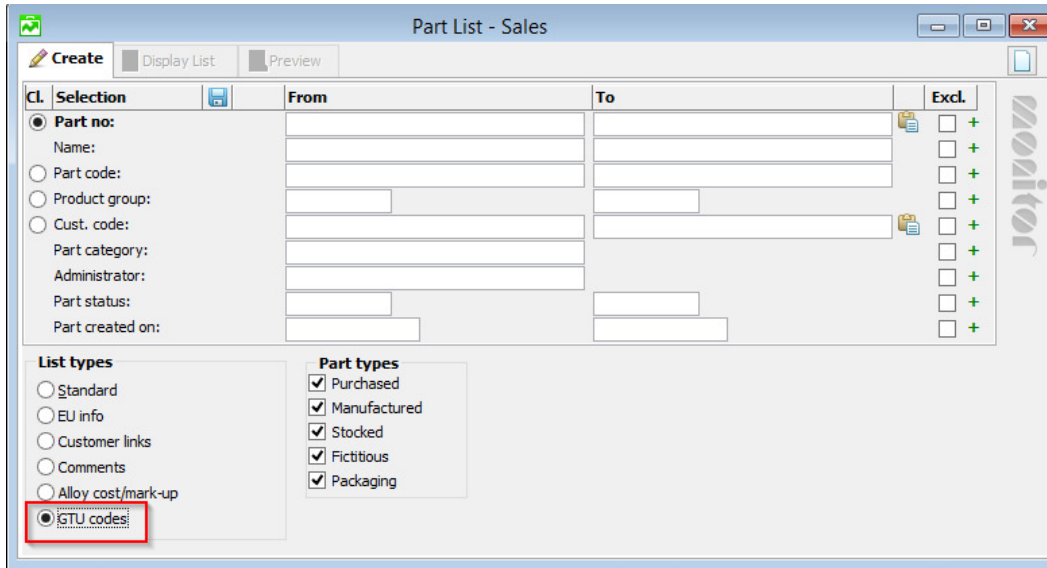 Part List - Sales
Create Display List Preview
Cl. Selection From To Excl.
Part no: +
Name: +
Part code: +
Product group: +
Cust. code: +
Part category: +
Administrator: +
Part status: +
Part created on: +
monitor
List types
Standard
EU info
Customer links
Comments
Alloy cost/mark-up
GTU codes
Part types
Purchased
Manufactured
Stocked
Fictitious
Packaging